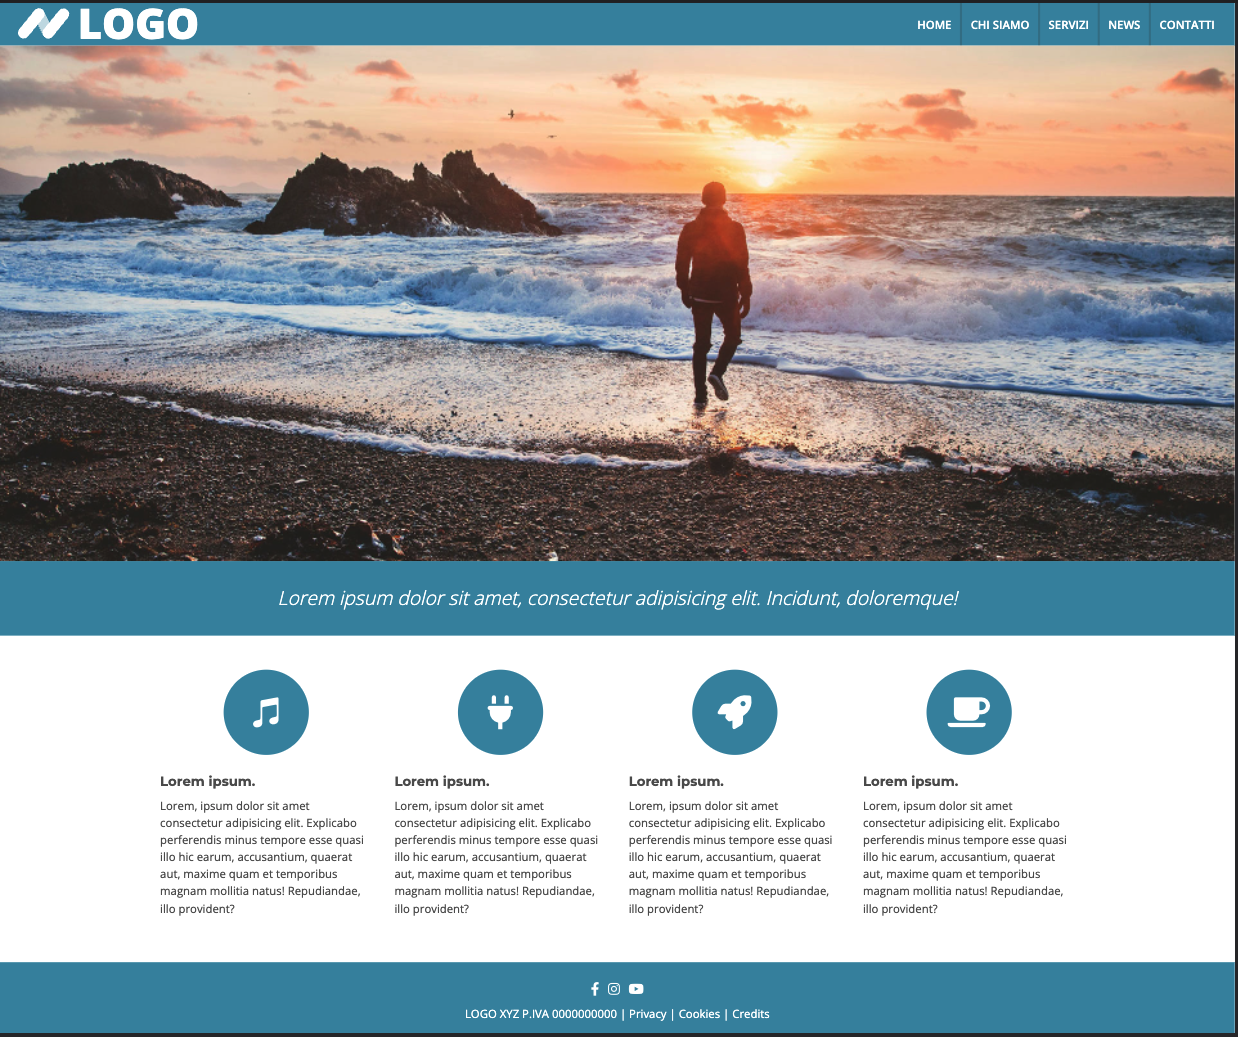 LOGO
HOME CHI SIAMO SERVIZI NEWS CONTATTI
Lorem ipsum dolor sit amet, consectetur adipisicing elit. Incidunt, doloremque!
Lorem ipsum.
Lorem, ipsum dolor sit amet
consectetur adipisicing elit. Explicabo
perferendis minus tempore esse quasi
illo hic earum, accusantium, quaerat
aut, maxime quam et temporibus
magnam mollitia natus! Repudiandae,
illo provident?
Lorem ipsum.
Lorem, ipsum dolor sit amet
consectetur adipisicing elit. Explicabo
perferendis minus tempore esse quasi
illo hic earum, accusantium, quaerat
aut, maxime quam et temporibus
magnam mollitia natus! Repudiandae,
illo provident?
Lorem ipsum.
Lorem, ipsum dolor sit amet
consectetur adipisicing elit. Explicabo
perferendis minus tempore esse quasi
illo hic earum, accusantium, quaerat
aut, maxime quam et temporibus
magnam mollitia natus! Repudiandae,
illo provident?
Lorem ipsum.
Lorem, ipsum dolor sit amet
consectetur adipisicing elit. Explicabo
perferendis minus tempore esse quasi
illo hic earum, accusantium, quaerat
aut, maxime quam et temporibus
magnam mollitia natus! Repudiandae,
illo provident?
LOGO XYZ P.IVA 0000000000 | Privacy | Cookies | Credits